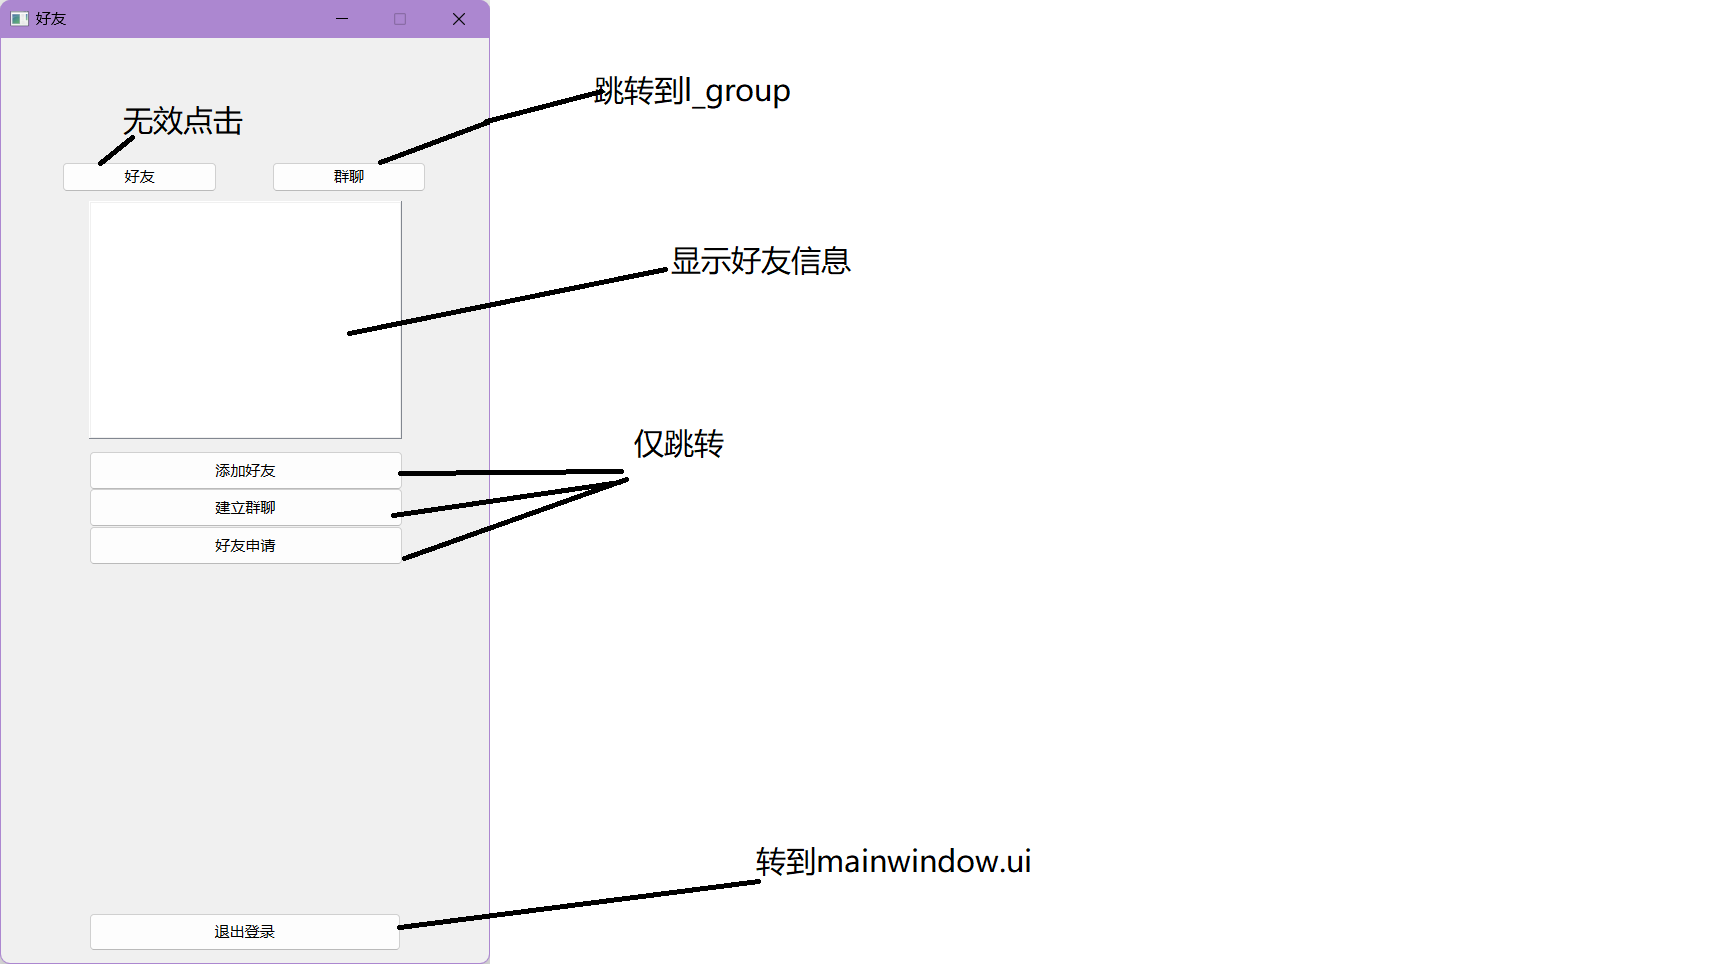 好友
跳转到l_group
无效点击
好友
群聊
显示好友信息
仅跳转
添加好友
建立群聊
好友申请
转到mainwindow.ui
退出登录